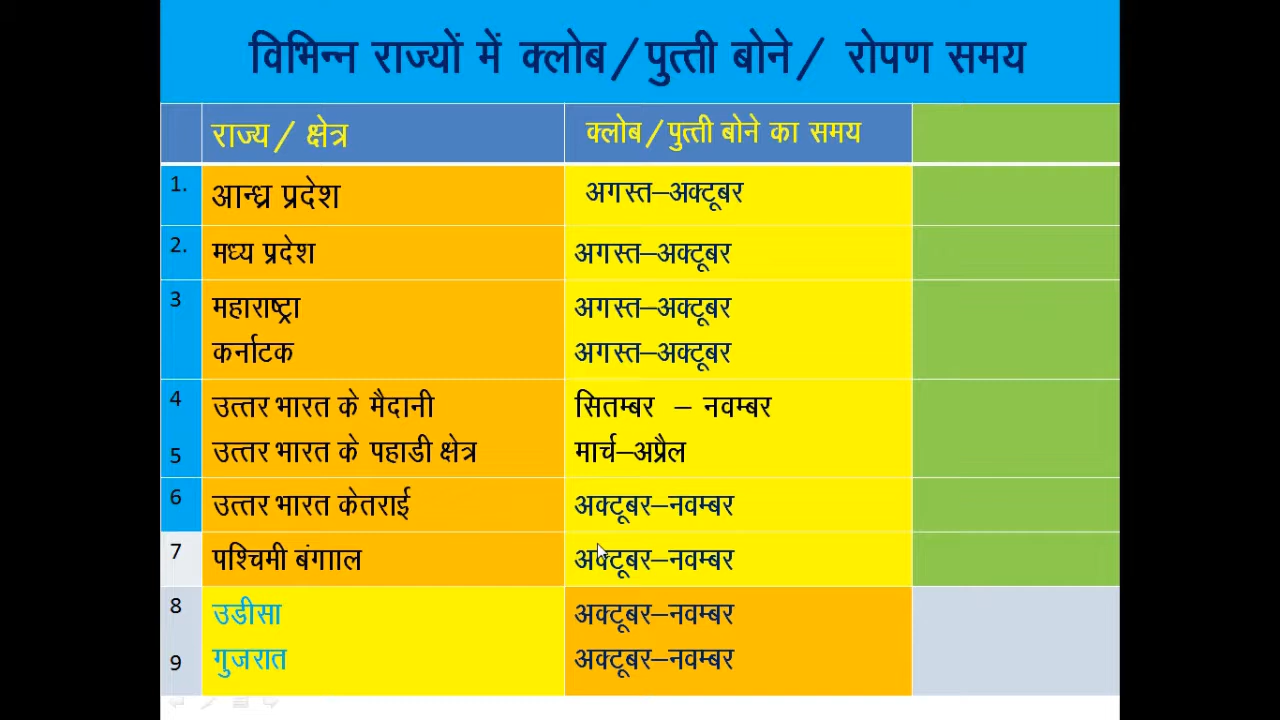 विभिन्न राज्यों में क्लोब/पुत्ती बोने/ रोपण समय
राज्य/ क्षेत्र क्लोब/पुत्ती बोने का समय
1. आन्ध्र प्रदेश अगस्त–अक्टूबर
2. मध्य प्रदेश अगस्त–अक्टूबर
3 महाराष्ट्रा अगस्त–अक्टूबर
कर्नाटक अगस्त–अक्टूबर
4 उत्तर भारत के मैदानी सितम्बर – नवम्बर
5 उत्तर भारत के पहाडी क्षेत्र मार्च–अप्रैल
6 उत्तर भारत केतराई अक्टूबर–नवम्बर
7 पश्चिमी बंगााल अक्टूबर–नवम्बर
8 उडीसा अक्टूबर–नवम्बर
9 गुजरात अक्टूबर–नवम्बर